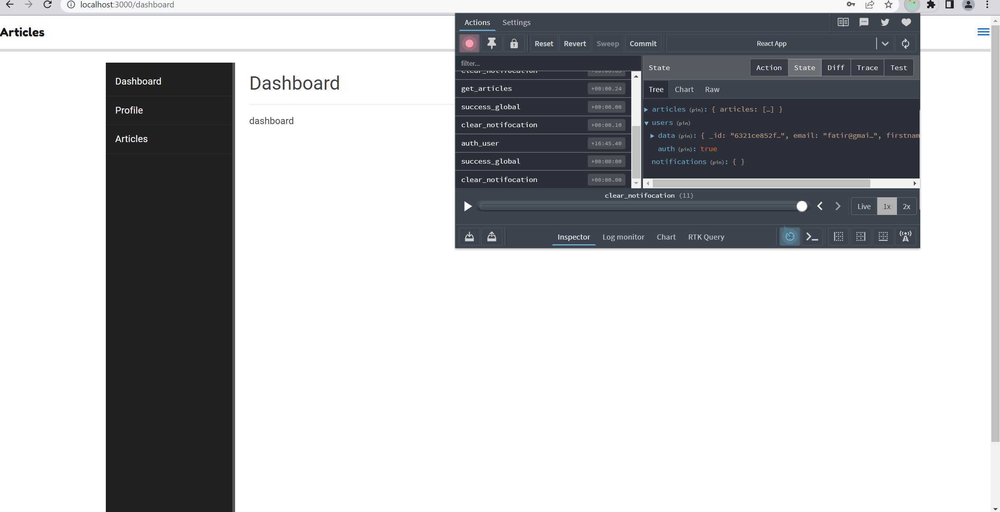 localhost:3000/dashboard
Articles
Dashboard
Profile
Articles
Dashboard
dashboard
Actions Settings
Reset Revert Sweep Commit React App
filter...
clear_notifocation
get_articles +00:00.24
success_global +00:00.00
clear_notifocation +00:00.10
auth_user +16:45.40
success_global +00:00:00
clear_notifocation +00:00.00
State Action State Diff Trace Test
Tree Chart Raw
articles (pin): { articles: […] }
users (pin)
data (pin): { _id: "6321ce852f…", email: "fatir@gmai…", firstnam
auth (pin): true
notifications (pin): { }
clear_notifocation (11)
Live 1x 2x
Inspector Log monitor Chart RTK Query